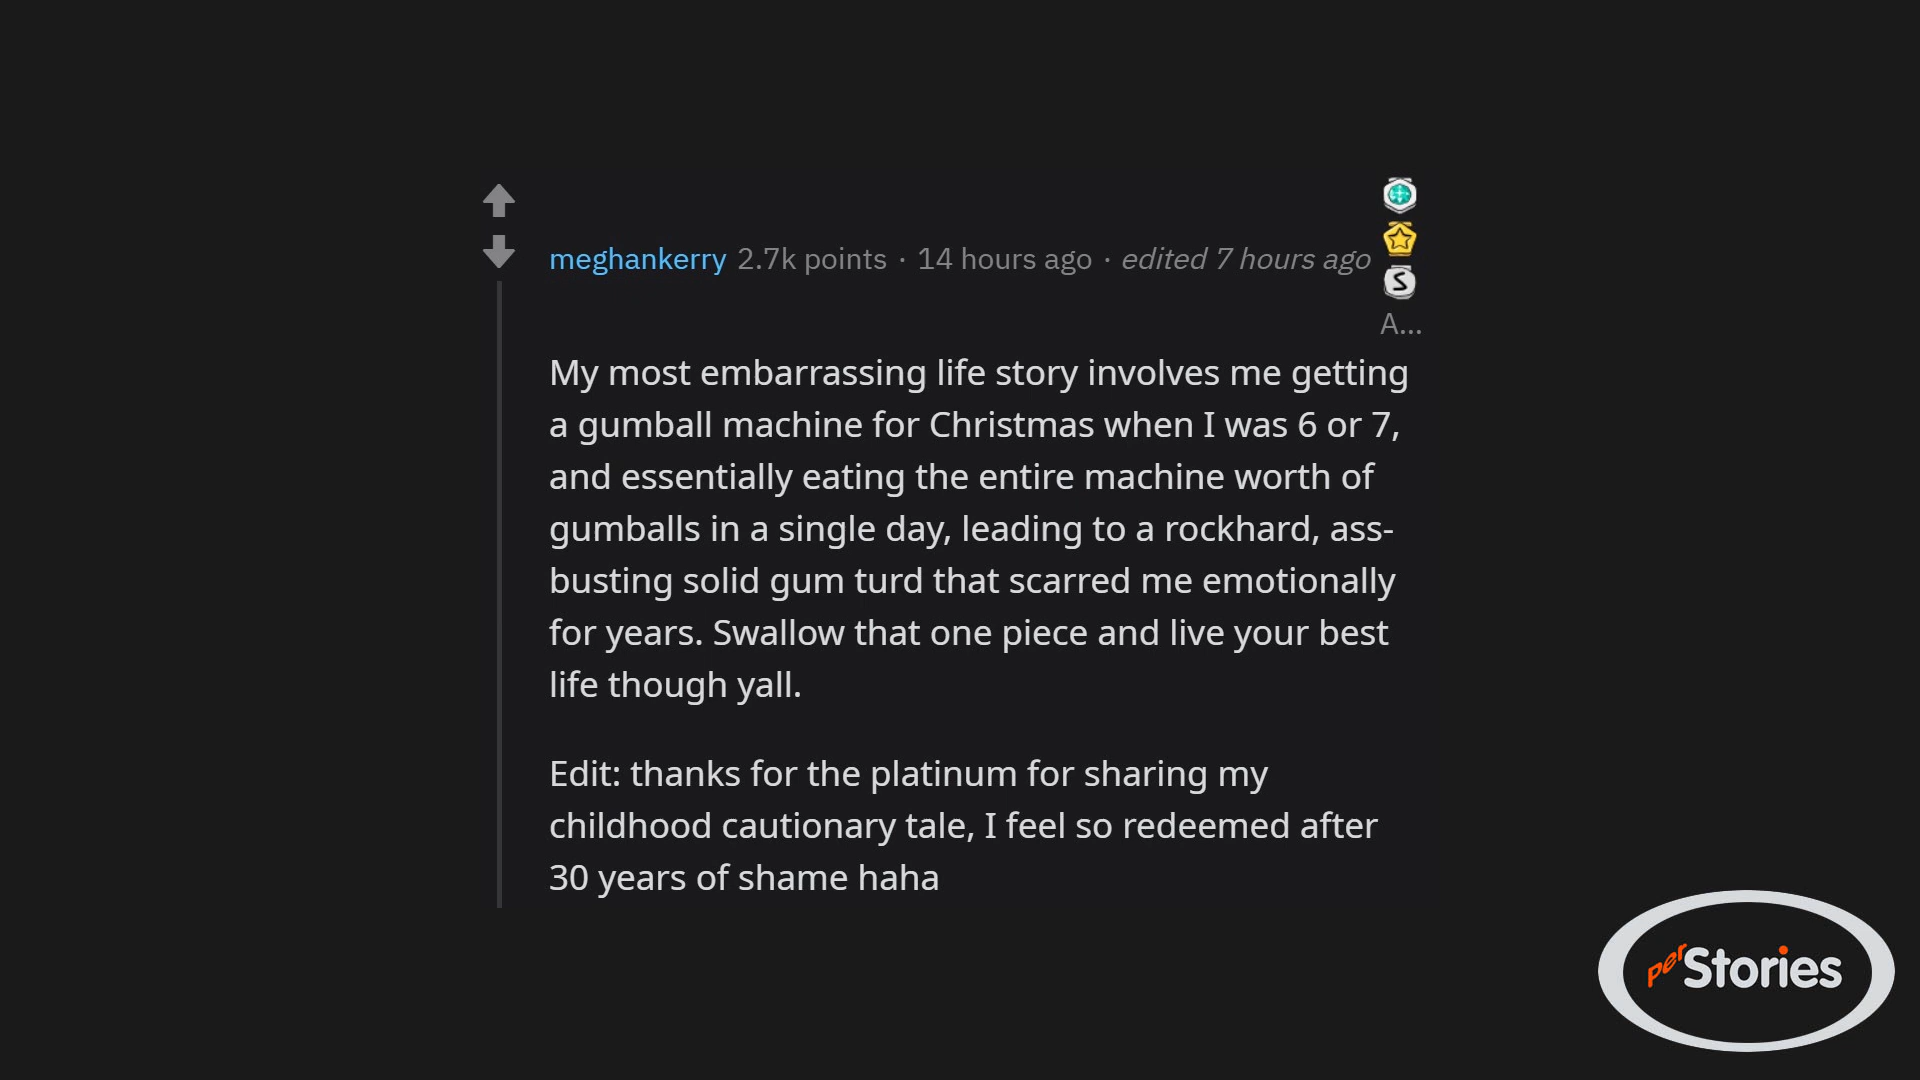 meghankerry 2.7k points · 14 hours ago · edited 7 hours ago
S
A...
My most embarrassing life story involves me getting
a gumball machine for Christmas when I was 6 or 7,
and essentially eating the entire machine worth of
gumballs in a single day, leading to a rockhard, ass-
busting solid gum turd that scarred me emotionally
for years. Swallow that one piece and live your best
life though yall.
Edit: thanks for the platinum for sharing my
childhood cautionary tale, I feel so redeemed after
30 years of shame haha
perStories